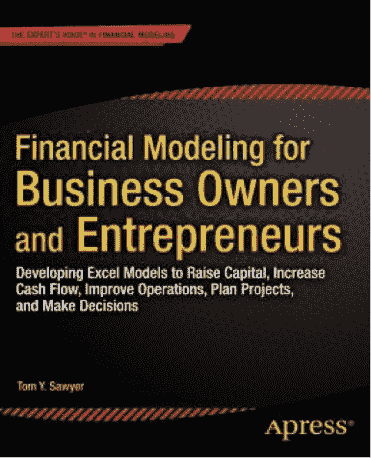 THE EXPERT'S VOICE® IN FINANCIAL MODELING
Financial Modeling for
Business Owners
and Entrepreneurs
Developing Excel Models to Raise Capital, Increase
Cash Flow, Improve Operations, Plan Projects,
and Make Decisions
Tom Y. Sawyer
Apress®